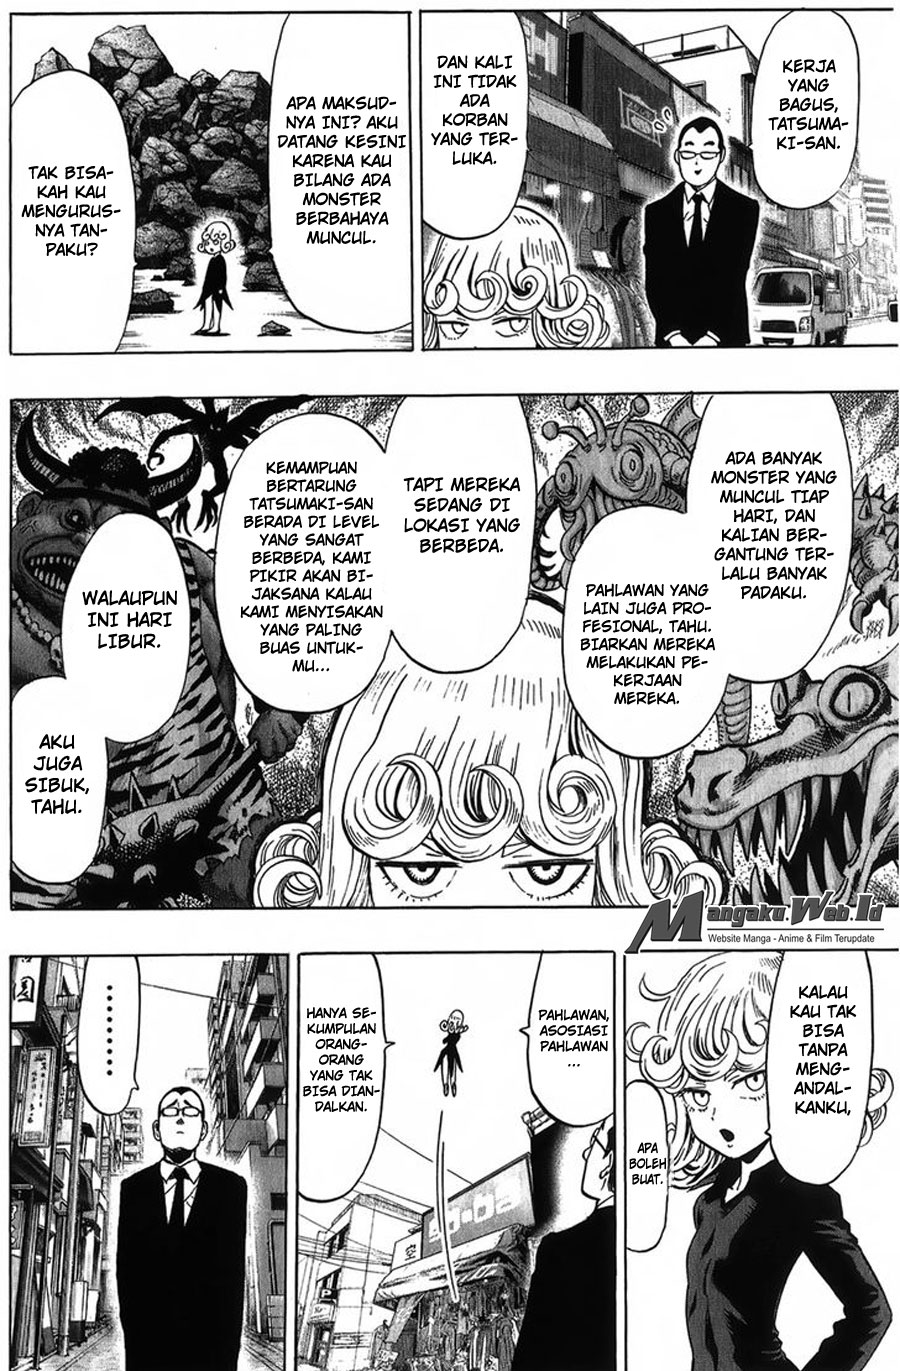 KERJA
YANG
BAGUS,
TATSUMA-
KI-SAN.
DAN KALI
INI TIDAK
ADA
KORBAN
YANG TER-
LUKA.
APA MAKSUD-
NYA INI? AKU
DATANG KESINI
KARENA KAU
BILANG ADA
MONSTER
BERBAHAYA
MUNCUL.
TAK BISA-
KAH KAU
MENGURUS-
NYA TAN-
PAKU?
ADA BANYAK
MONSTER YANG
MUNCUL TIAP
HARI, DAN
KALIAN BER-
GANTUNG TER-
LALU BANYAK
PADAKU.
PAHLAWAN YANG
LAIN JUGA PRO-
FESIONAL, TAHU.
BIARKAN MEREKA
MELAKUKAN PE-
KERJAAN
MEREKA.
TAPI MEREKA
SEDANG DI
LOKASI YANG
BERBEDA.
KEMAMPUAN
BERTARUNG
TATSUMAKI-SAN
BERADA DI LEVEL
YANG SANGAT
BERBEDA, KAMI
PIKIR AKAN BI-
JAKSANA KALAU
KAMI MENYISAKAN
YANG PALING
BUAS UNTUK-
MU...
WALAUPUN
INI HARI
LIBUR.
AKU
JUGA
SIBUK,
TAHU.
Mangaku.Web.Id
Website Manga - Anime & Film Terupdate
KALAU
KAU TAK
BISA
TANPA
MENG-
ANDAL-
KANKU,
APA
BOLEH
BUAT.
PAHLAWAN,
ASOSIASI
PAHLAWAN
...
HANYA SE-
KUMPULAN
ORANG-
ORANG
YANG TAK
BISA DIAN-
DALKAN.
P
空
........